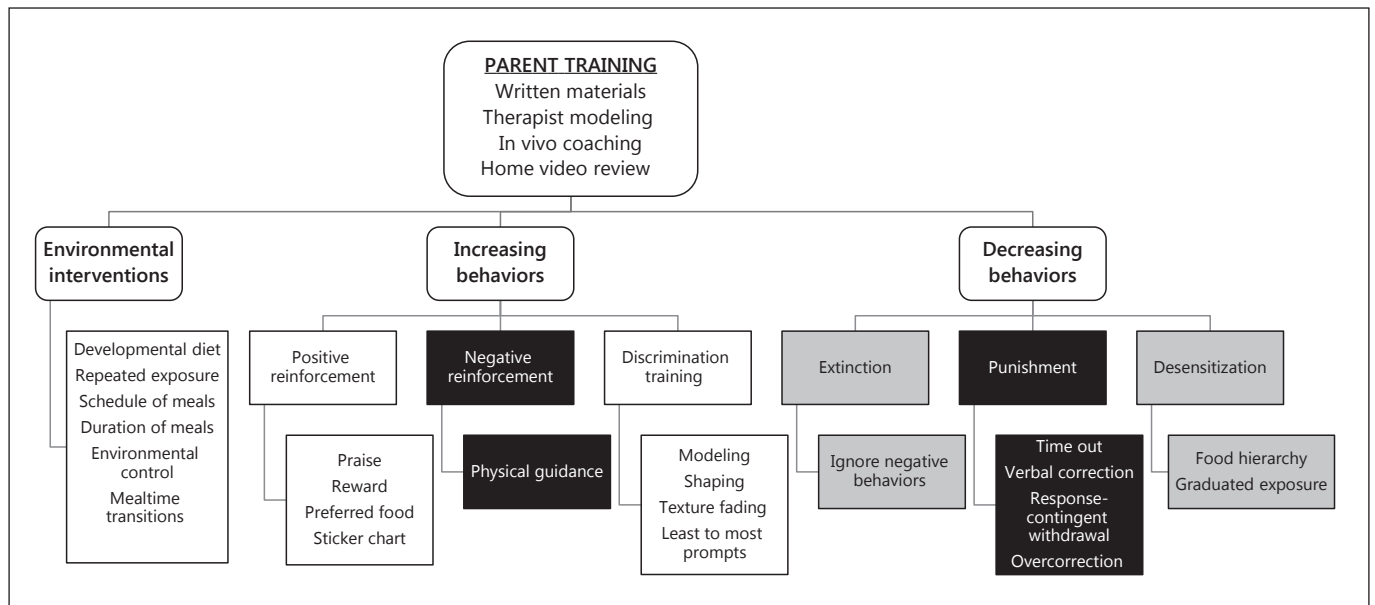 PARENT TRAINING
Written materials
Therapist modeling
In vivo coaching
Home video review
Environmental
interventions
Increasing
behaviors
Decreasing
behaviors
Developmental diet
Repeated exposure
Schedule of meals
Duration of meals
Environmental
control
Mealtime
transitions
Positive
reinforcement
Negative
reinforcement
Discrimination
training
Extinction
Punishment
Desensitization
Praise
Reward
Preferred food
Sticker chart
Physical guidance
Modeling
Shaping
Texture fading
Least to most
prompts
Ignore negative
behaviors
Time out
Verbal correction
Response-
contingent
withdrawal
Overcorrection
Food hierarchy
Graduated exposure